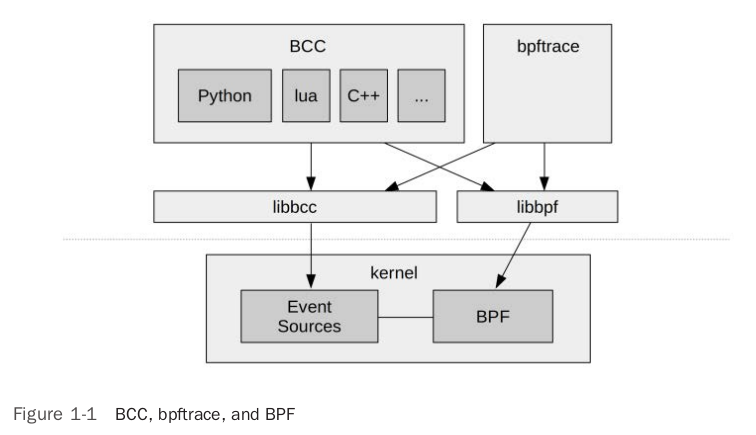 BCC
bpftrace
Python
lua
C++
...
libbcc
libbpf
kernel
Event
Sources
BPF
Figure 1-1 BCC, bpftrace, and BPF